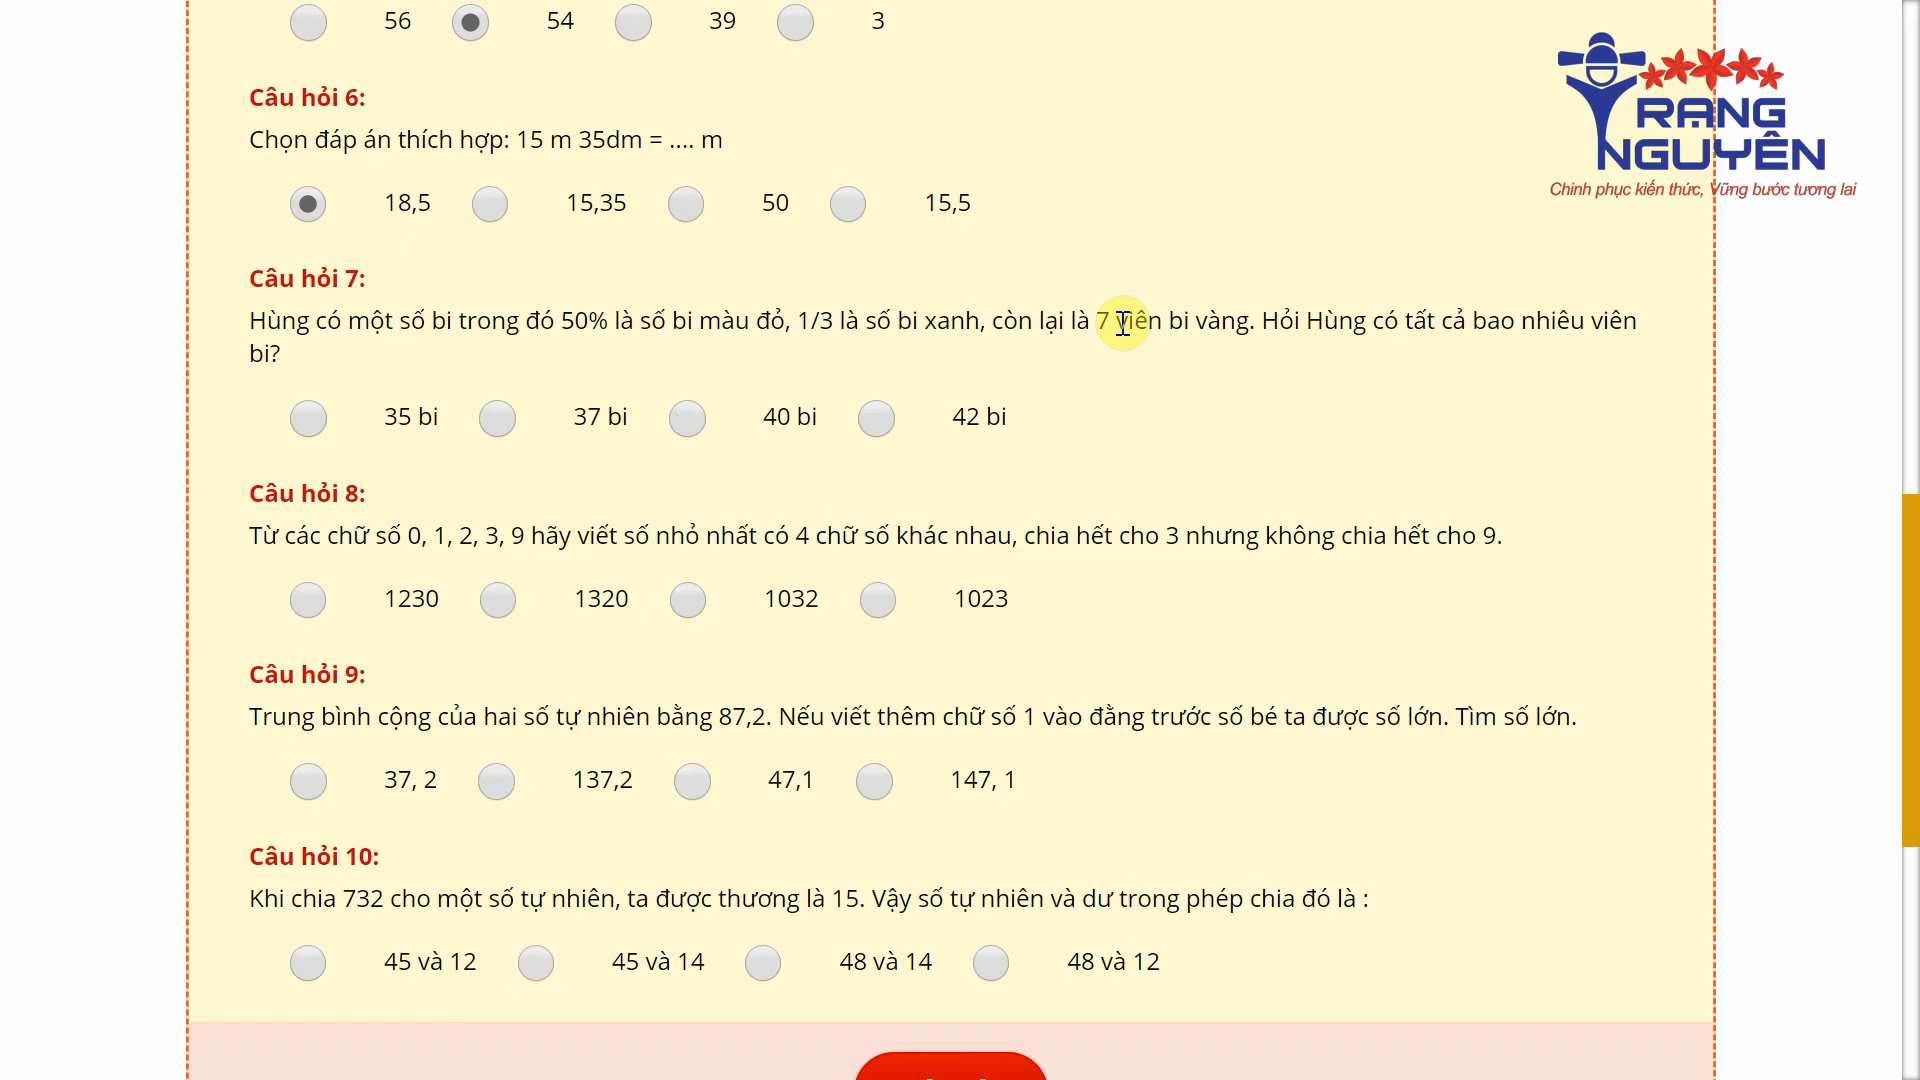 56 54 39 3
Câu hỏi 6:
Chọn đáp án thích hợp: 15 m 35dm = .... m
18,5 15,35 50 15,5
Câu hỏi 7:
Hùng có một số bi trong đó 50% là số bi màu đỏ, 1/3 là số bi xanh, còn lại là 7 viên bi vàng. Hỏi Hùng có tất cả bao nhiêu viên
bi?
35 bi 37 bi 40 bi 42 bi
Câu hỏi 8:
Từ các chữ số 0, 1, 2, 3, 9 hãy viết số nhỏ nhất có 4 chữ số khác nhau, chia hết cho 3 nhưng không chia hết cho 9.
1230 1320 1032 1023
Câu hỏi 9:
Trung bình cộng của hai số tự nhiên bằng 87,2. Nếu viết thêm chữ số 1 vào đằng trước số bé ta được số lớn. Tìm số lớn.
37, 2 137,2 47,1 147, 1
Câu hỏi 10:
Khi chia 732 cho một số tự nhiên, ta được thương là 15. Vậy số tự nhiên và dư trong phép chia đó là :
45 và 12 45 và 14 48 và 14 48 và 12
TRẠNG
NGUYÊN
Chinh phục kiến thức, Vững bước tương lai